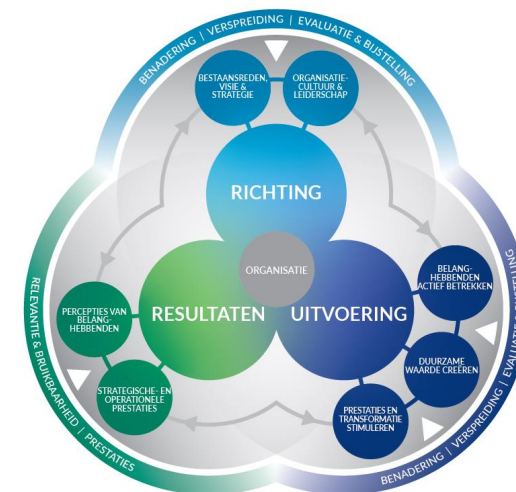 BENADERING | VERSPREIDING | EVALUATIE & BIJSTELLING
BESTAANSREDEN,
VISIE &
STRATEGIE
ORGANISATIE-
CULTUUR &
LEIDERSCHAP
RICHTING
ORGANISATIE
RESULTATEN
UITVOERING
PERCEPTIES VAN
BELANG-
HEBBENDEN
STRATEGISCHE- EN
OPERATIONELE
PRESTATIES
BELANG-
HEBBENDEN
ACTIEF BETREKKEN
DUURZAME
WAARDE CREËREN
PRESTATIES EN
TRANSFORMATIE
STIMULEREN
RELEVANTIE & BRUIKBAARHEID | PRESTATIES
BENADERING | VERSPREIDING | EVALUATIE & BIJSTELLING